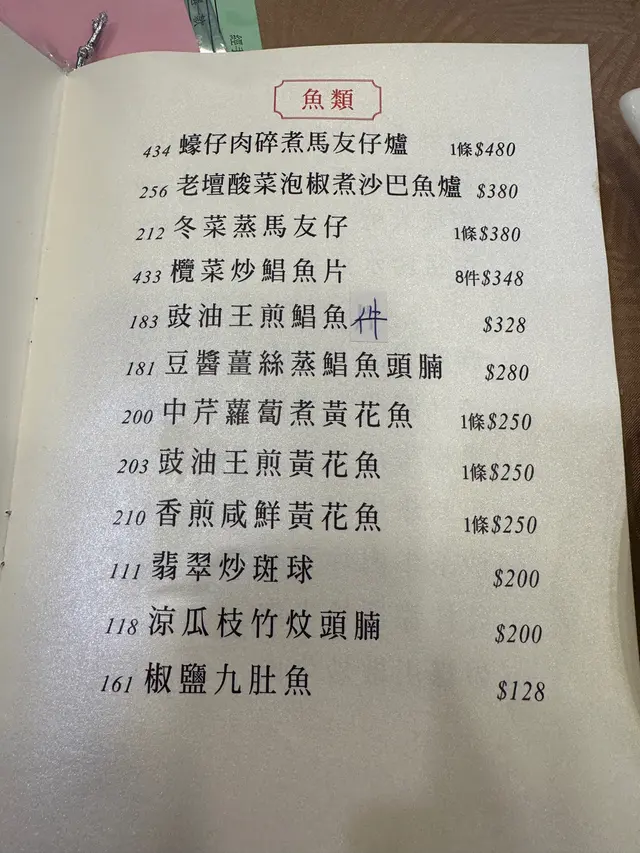 魚類
434 蠔仔肉碎煮馬友仔爐 1條$480
256 老壇酸菜泡椒煮沙巴魚爐 $380
212 冬菜蒸馬友仔 1條$380
433 欖菜炒鯧魚片 8件$348
183 豉油王煎鯧魚件 $328
181 豆醬薑絲蒸鯧魚頭腩 $280
200 中芹蘿蔔煮黃花魚 1條$250
203 豉油王煎黃花魚 1條$250
210 香煎咸鮮黃花魚 1條$250
111 翡翠炒斑球 $200
118 涼瓜枝竹炆頭腩 $200
161 椒鹽九肚魚 $128